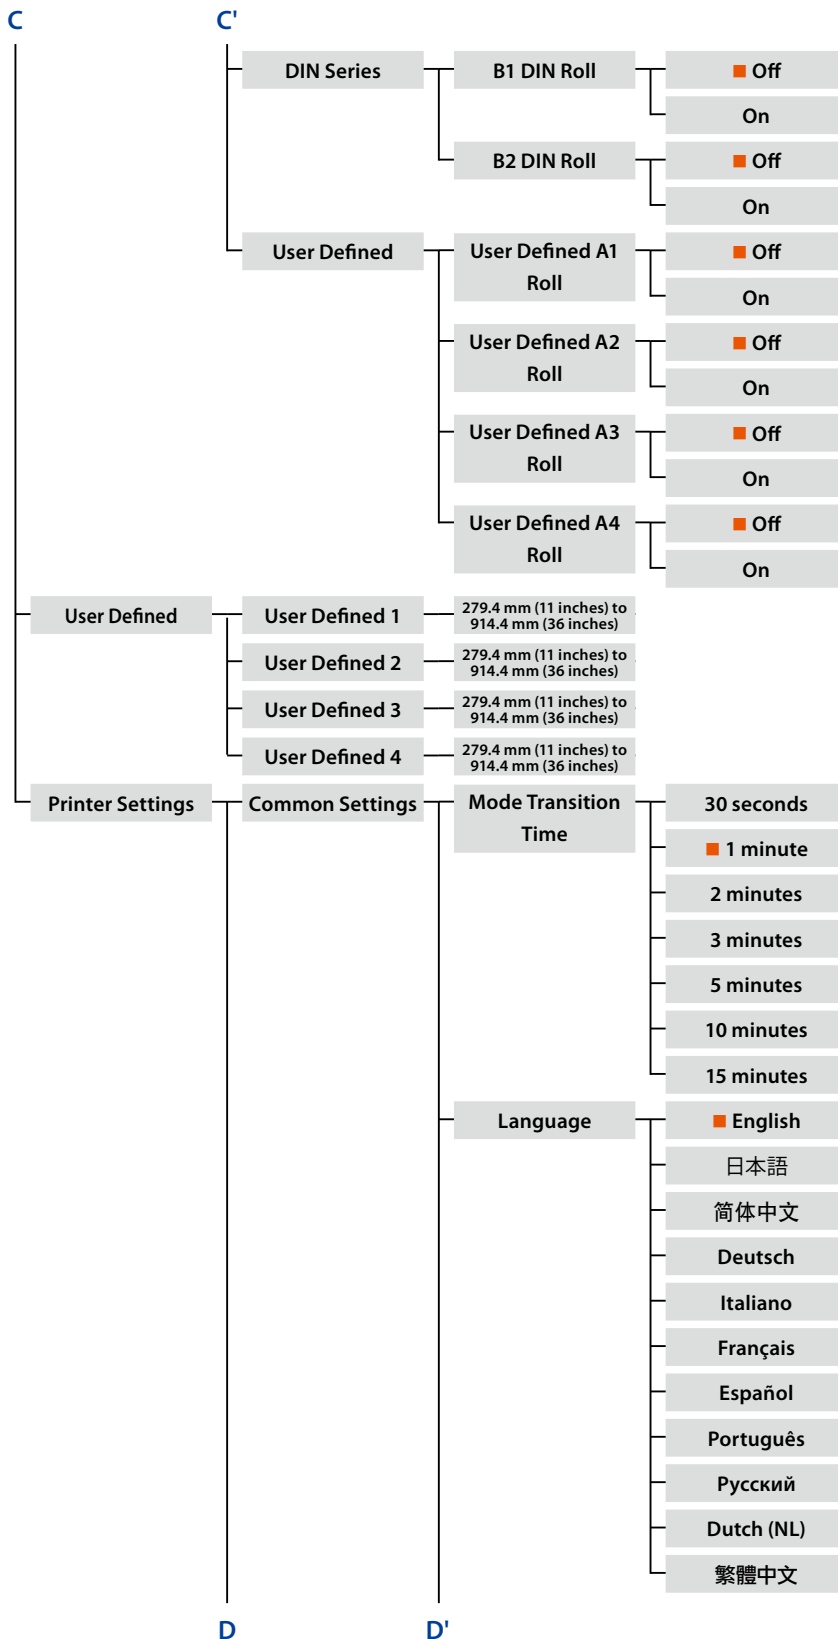 C C'
DIN Series B1 DIN Roll ■ Off
On
B2 DIN Roll ■ Off
On
User Defined User Defined A1
Roll ■ Off
On
User Defined A2
Roll ■ Off
On
User Defined A3
Roll ■ Off
On
User Defined A4
Roll ■ Off
On
User Defined User Defined 1 279.4 mm (11 inches) to
914.4 mm (36 inches)
User Defined 2 279.4 mm (11 inches) to
914.4 mm (36 inches)
User Defined 3 279.4 mm (11 inches) to
914.4 mm (36 inches)
User Defined 4 279.4 mm (11 inches) to
914.4 mm (36 inches)
Printer Settings Common Settings Mode Transition
Time 30 seconds
■ 1 minute
2 minutes
3 minutes
5 minutes
10 minutes
15 minutes
Language ■ English
日本語
简体中文
Deutsch
Italiano
Français
Español
Português
Русский
Dutch (NL)
繁體中文
D D'